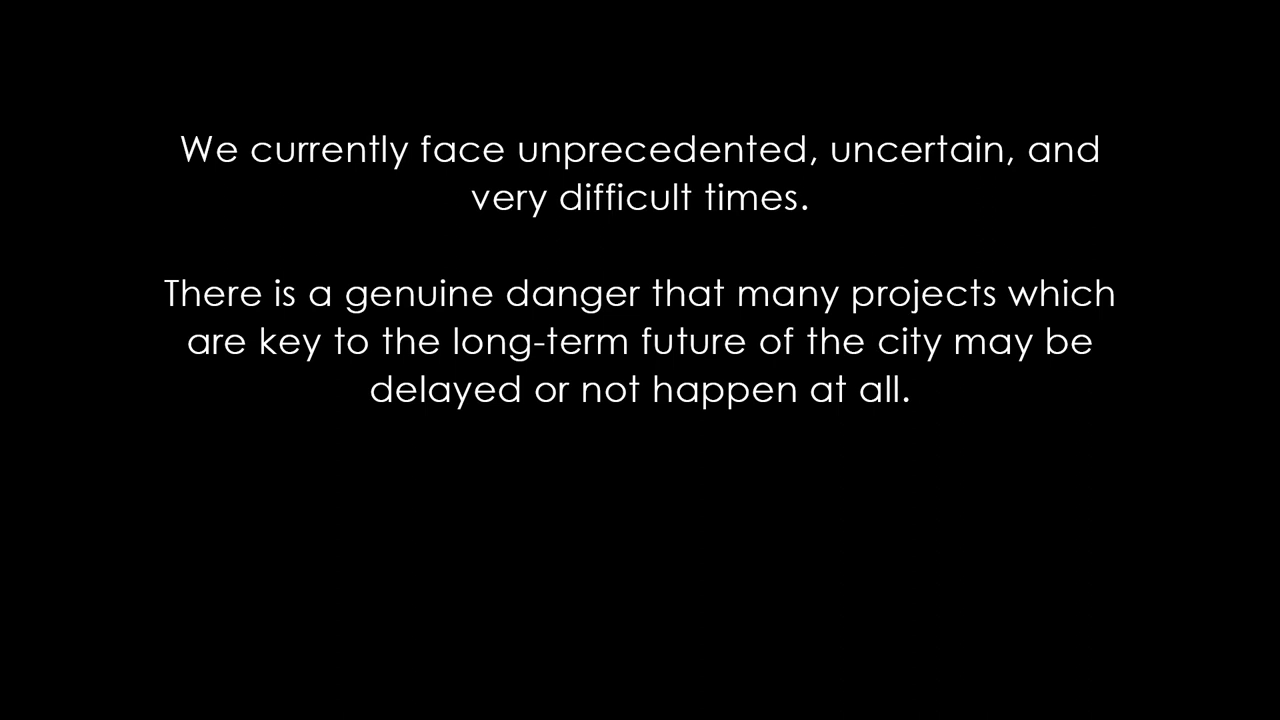 We currently face unprecedented, uncertain, and
very difficult times.
There is a genuine danger that many projects which
are key to the long-term future of the city may be
delayed or not happen at all.